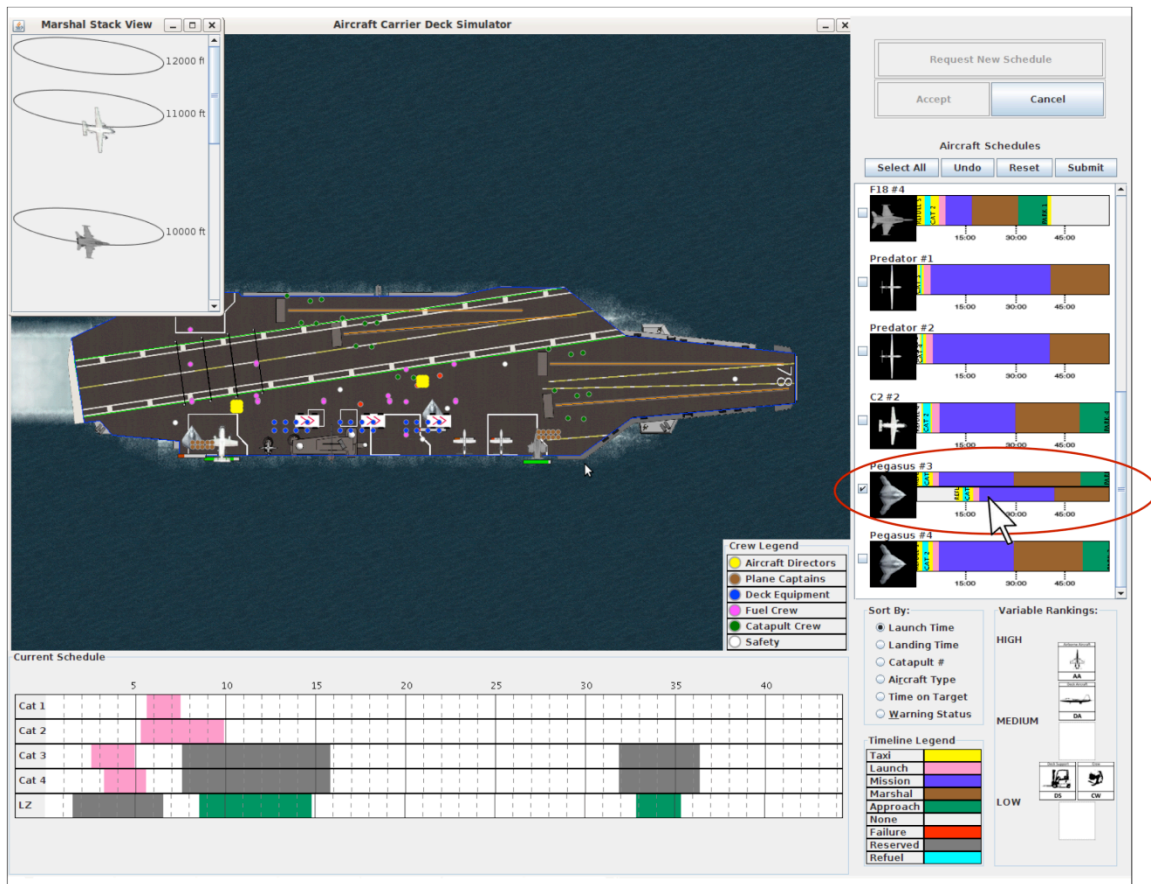 Marshal Stack View
Aircraft Carrier Deck Simulator
12000 ft
11000 ft
10000 ft
78
Request New Schedule
Accept
Cancel
Aircraft Schedules
Select All
Undo
Reset
Submit
F18 #4
CAT 2
15:00
30:00
45:00
Predator #1
15:00
30:00
45:00
Predator #2
15:00
30:00
45:00
C2 #2
15:00
30:00
45:00
Pegasus #3
CAT
15:00
30:00
45:00
Pegasus #4
CAT 2
15:00
30:00
45:00
Crew Legend
Aircraft Directors
Plane Captains
Deck Equipment
Fuel Crew
Catapult Crew
Safety
Sort By:
Launch Time
Landing Time
Catapult #
Aircraft Type
Time on Target
Warning Status
Timeline Legend
Taxi
Launch
Mission
Marshal
Approach
None
Failure
Reserved
Refuel
Variable Rankings:
HIGH
AA
DA
MEDIUM
DS
CW
LOW
Current Schedule
5
10
15
20
25
30
35
40
Cat 1
Cat 2
Cat 3
Cat 4
LZ